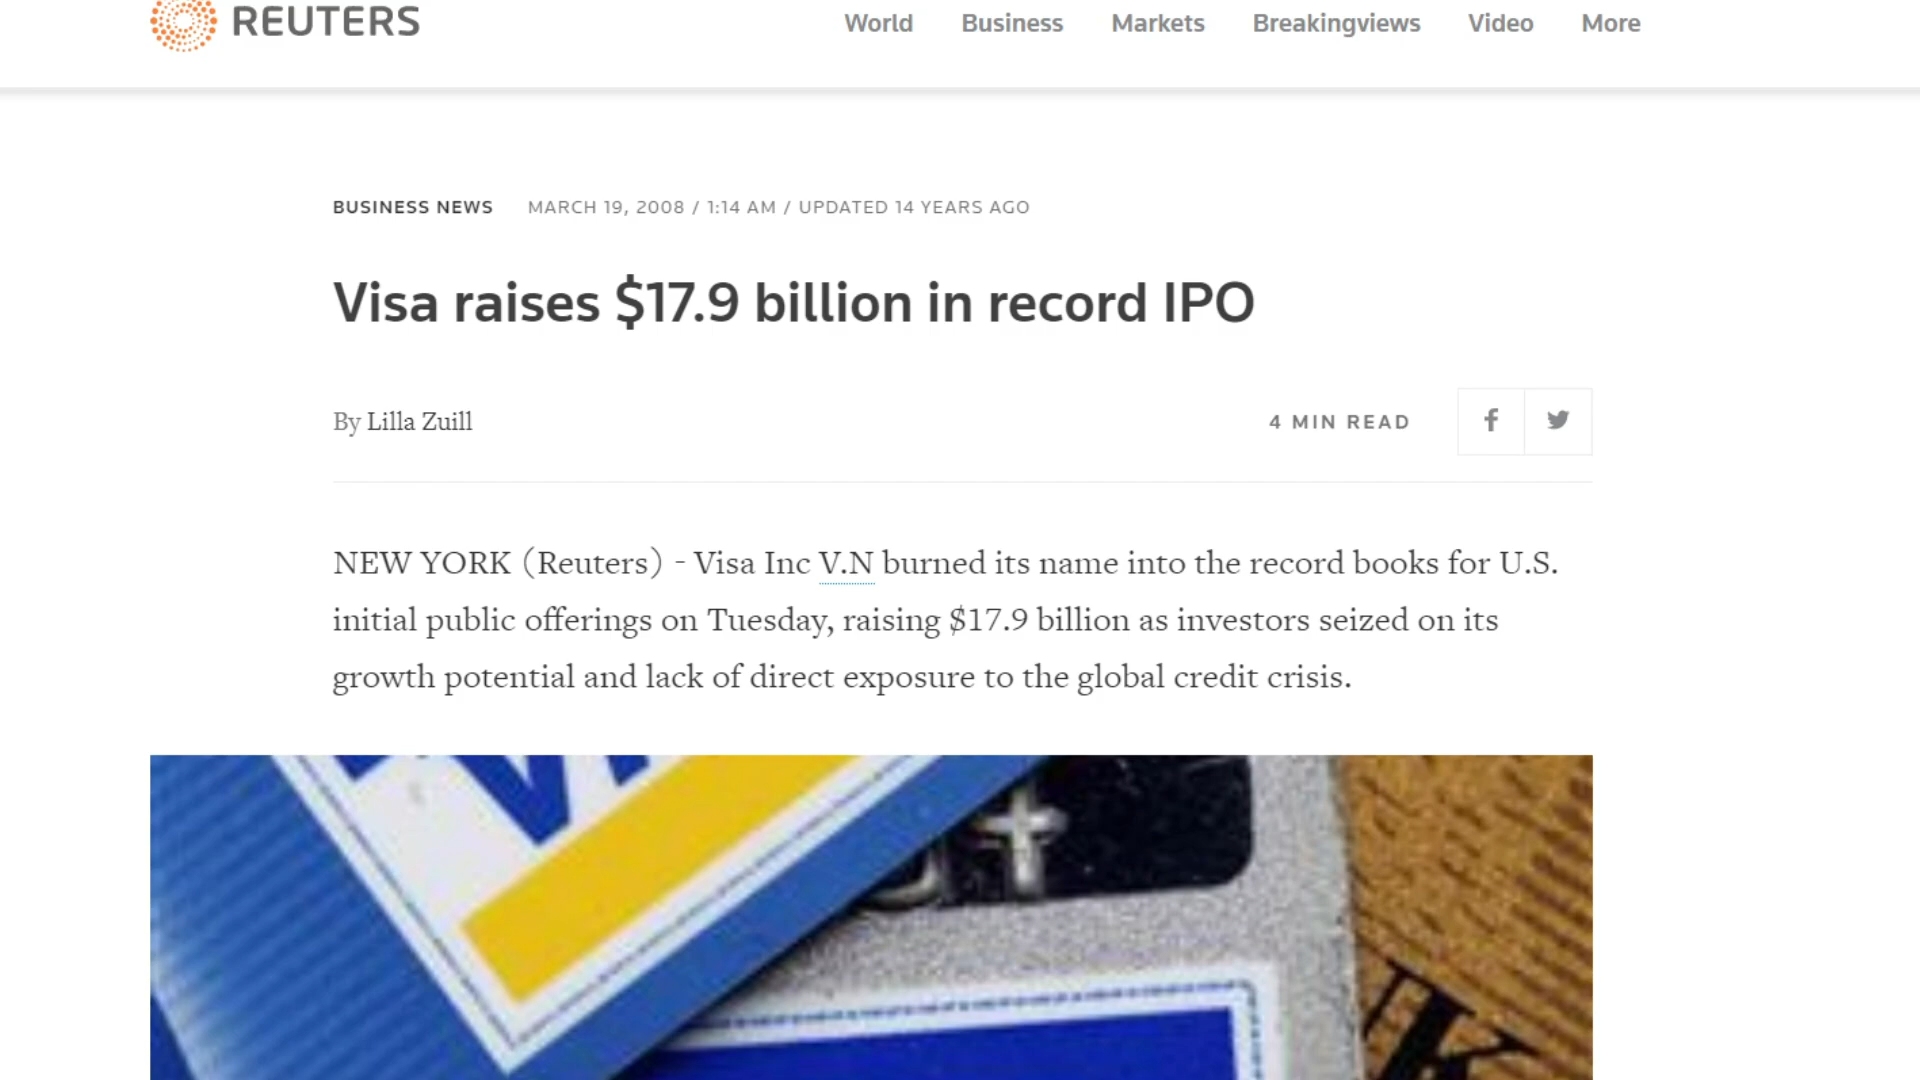 REUTERS
World Business Markets Breakingviews Video More
BUSINESS NEWS MARCH 19, 2008 / 1:14 AM / UPDATED 14 YEARS AGO
Visa raises $17.9 billion in record IPO
By Lilla Zuill
4 MIN READ
NEW YORK (Reuters) - Visa Inc V.N burned its name into the record books for U.S.
initial public offerings on Tuesday, raising $17.9 billion as investors seized on its
growth potential and lack of direct exposure to the global credit crisis.